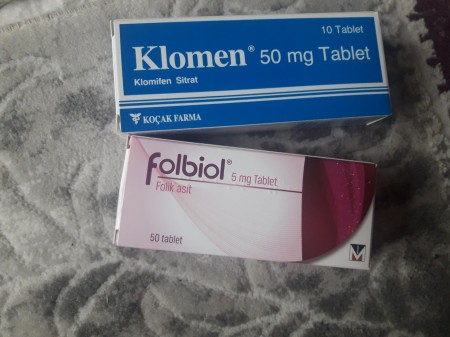 10 Tablet
Klomen® 50 mg Tablet
Klomifen Sitrat
KOÇAK FARMA
folbiol®
5 mg Tablet
Folik asit
50 tablet